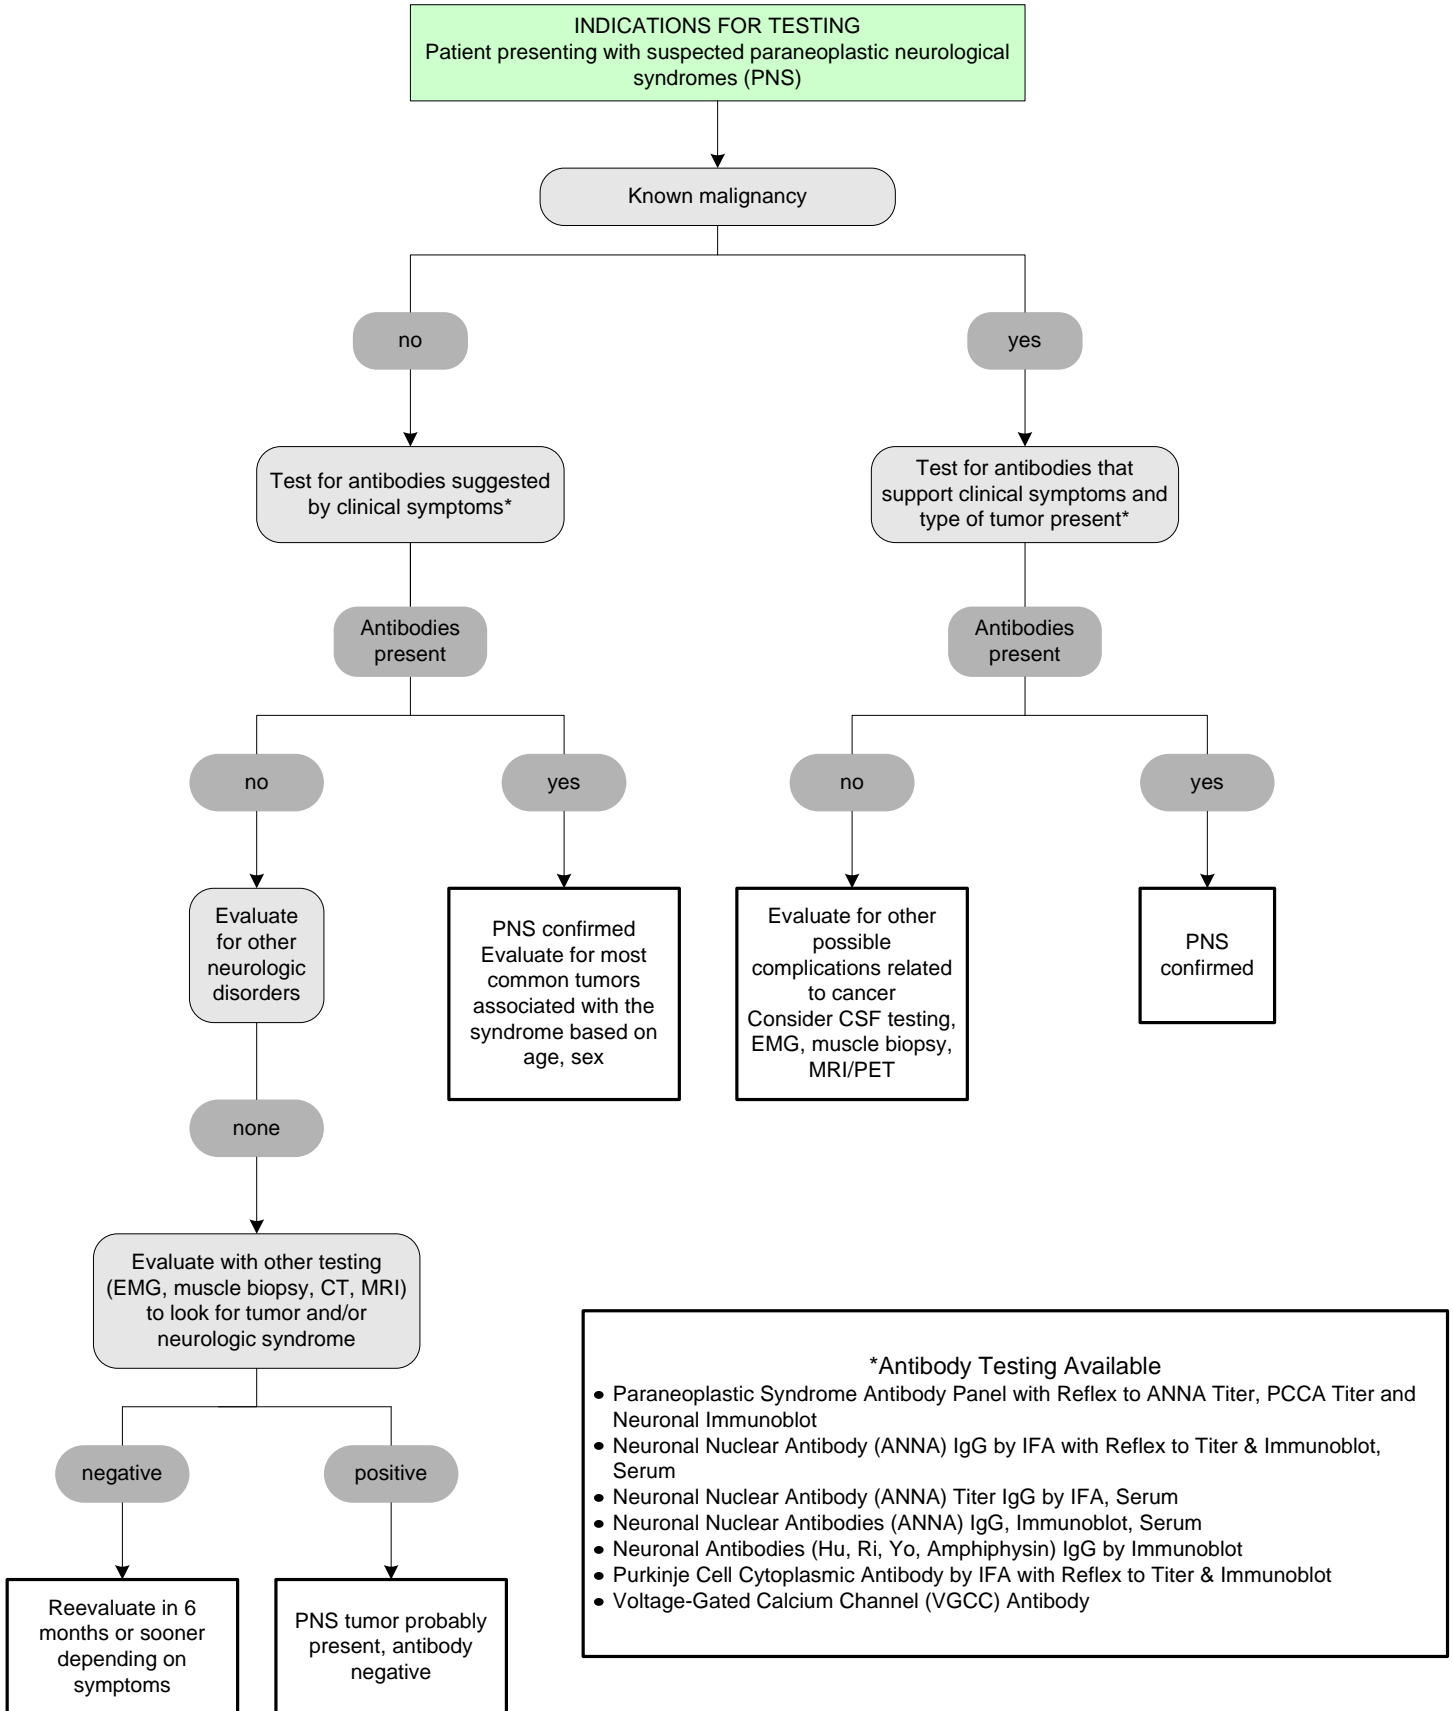 INDICATIONS FOR TESTING
Patient presenting with suspected paraneoplastic neurological
syndromes (PNS)
Known malignancy
no
yes
Test for antibodies suggested
by clinical symptoms*
Test for antibodies that
support clinical symptoms and
type of tumor present*
Antibodies
present
Antibodies
present
no
yes
no
yes
Evaluate
for other
neurologic
disorders
PNS confirmed
Evaluate for most
common tumors
associated with the
syndrome based on
age, sex
Evaluate for other
possible
complications related
to cancer
Consider CSF testing,
EMG, muscle biopsy,
MRI/PET
PNS
confirmed
none
Evaluate with other testing
(EMG, muscle biopsy, CT, MRI)
to look for tumor and/or
neurologic syndrome
negative
positive
Reevaluate in 6
months or sooner
depending on
symptoms
PNS tumor probably
present, antibody
negative
*Antibody Testing Available
• Paraneoplastic Syndrome Antibody Panel with Reflex to ANNA Titer, PCCA Titer and
Neuronal Immunoblot
• Neuronal Nuclear Antibody (ANNA) IgG by IFA with Reflex to Titer & Immunoblot,
Serum
• Neuronal Nuclear Antibody (ANNA) Titer IgG by IFA, Serum
• Neuronal Nuclear Antibodies (ANNA) IgG, Immunoblot, Serum
• Neuronal Antibodies (Hu, Ri, Yo, Amphiphysin) IgG by Immunoblot
• Purkinje Cell Cytoplasmic Antibody by IFA with Reflex to Titer & Immunoblot
• Voltage-Gated Calcium Channel (VGCC) Antibody